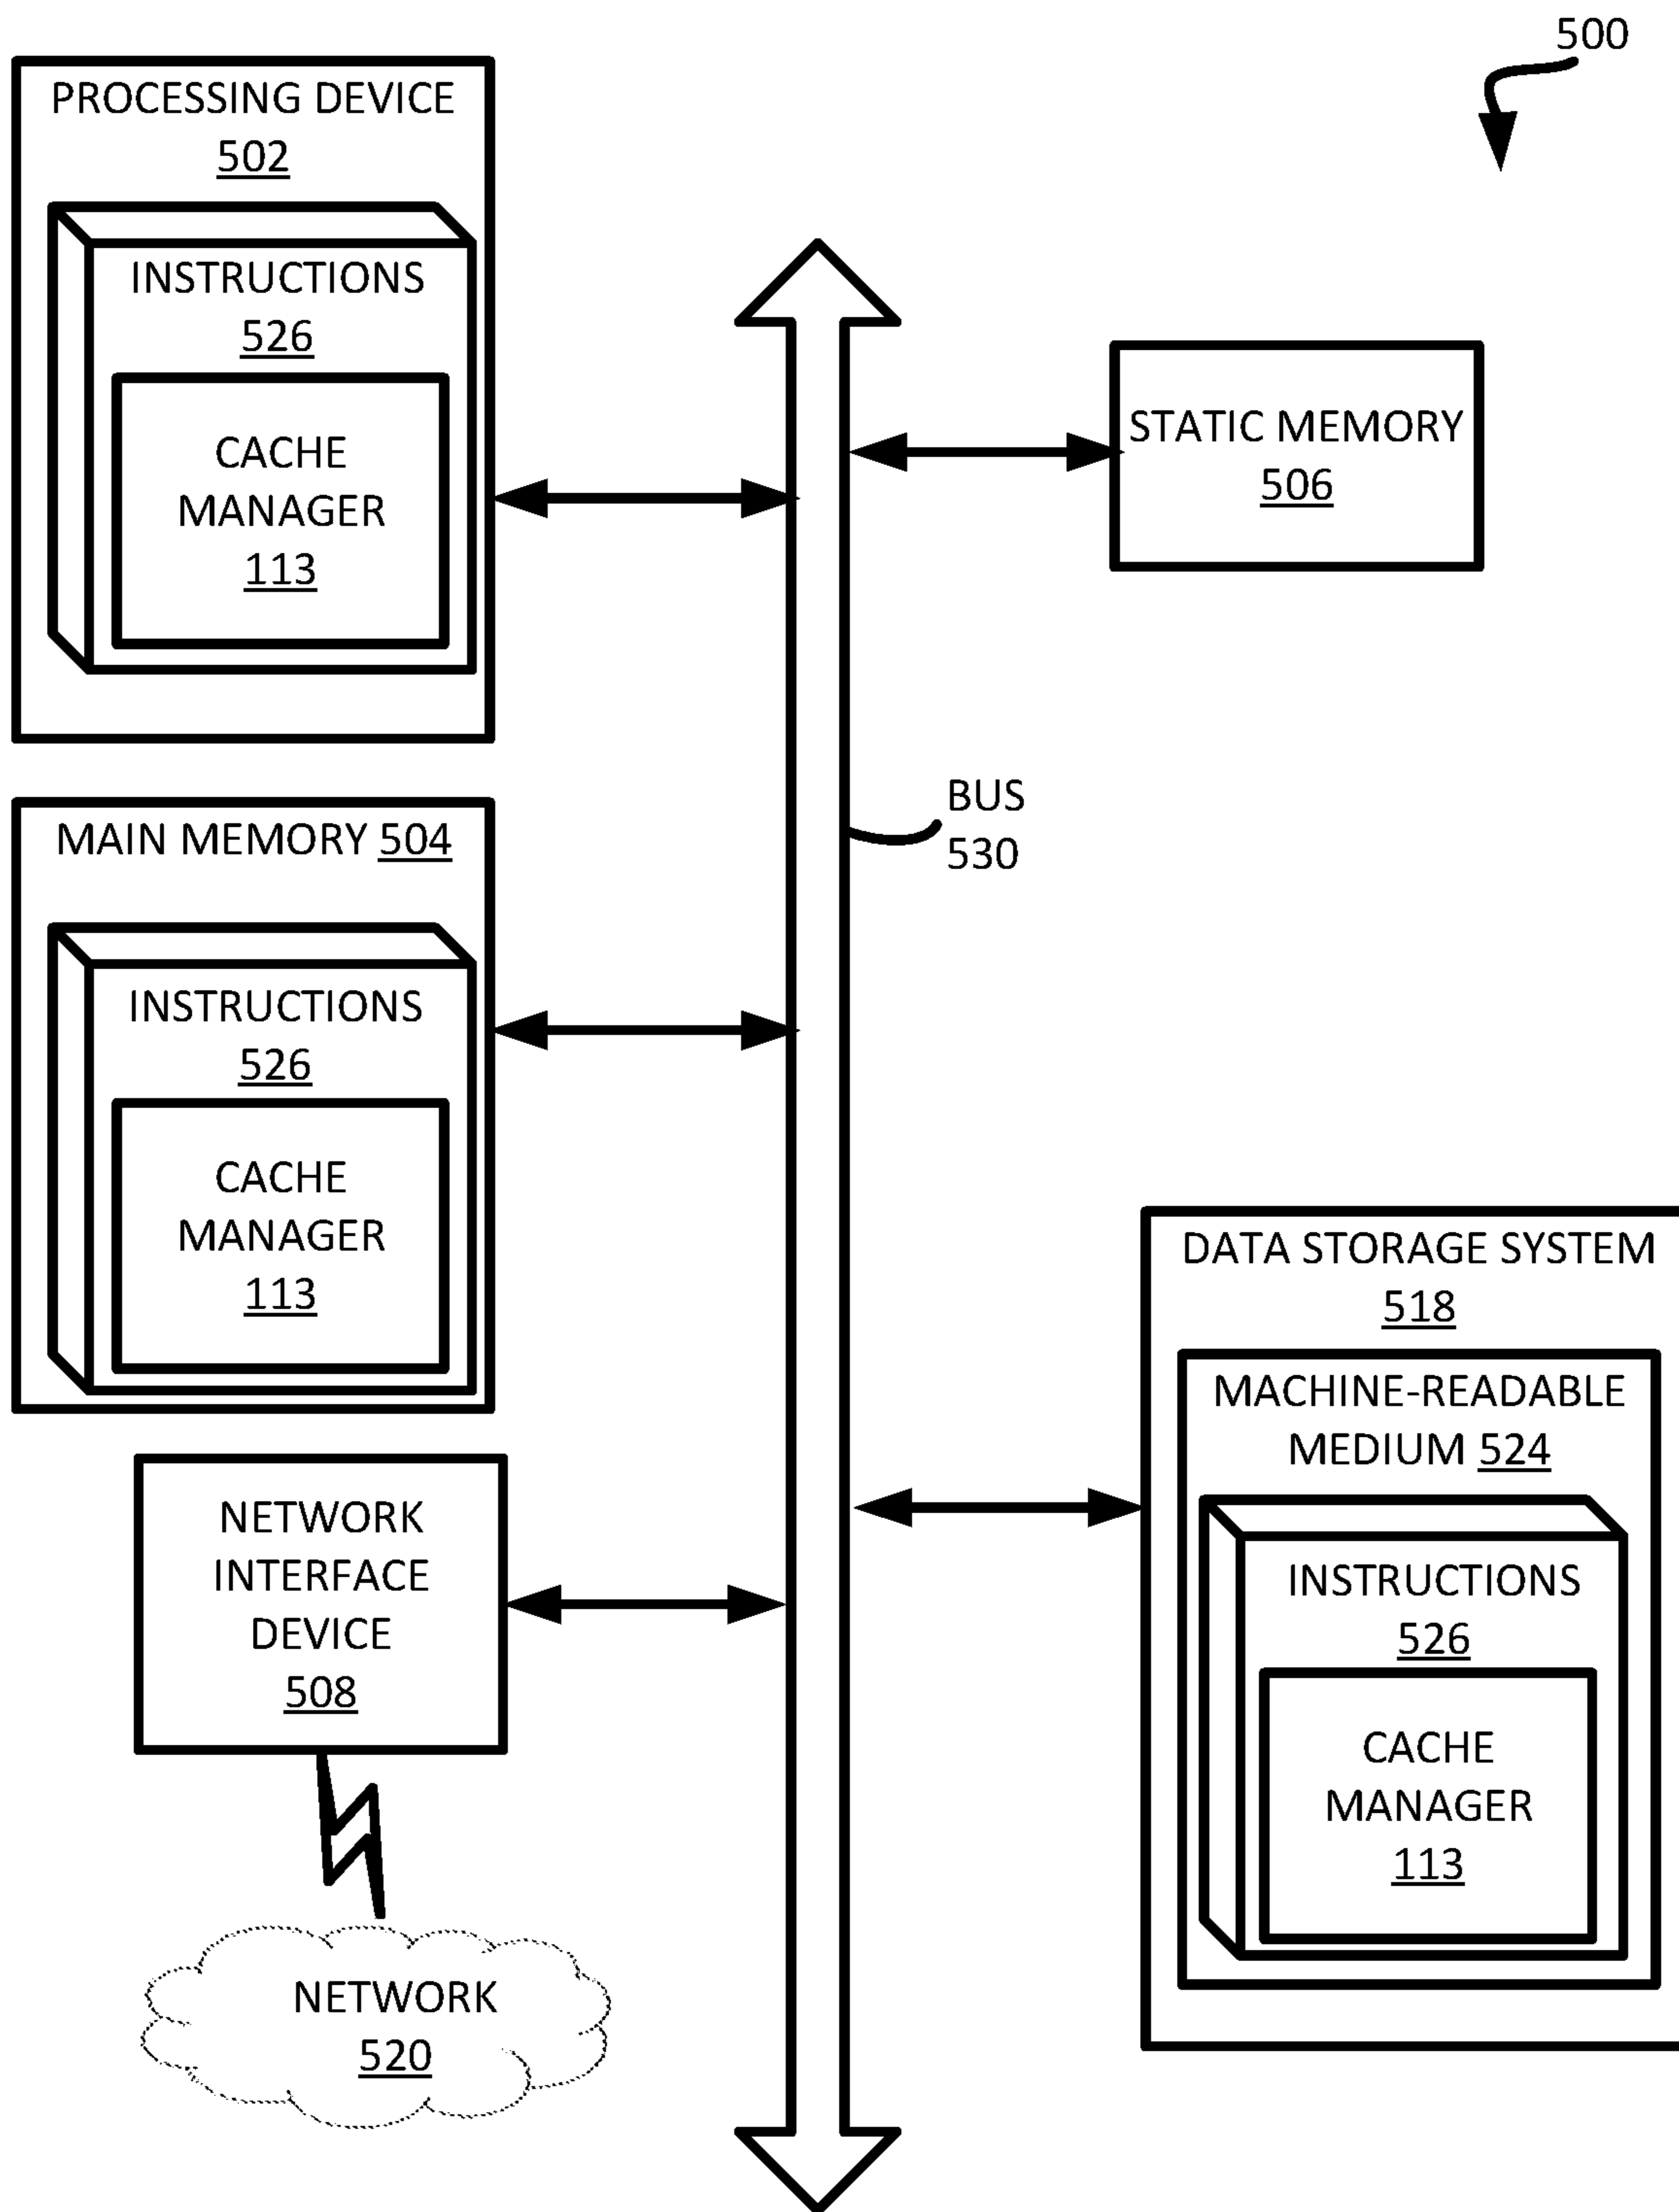 500
PROCESSING DEVICE
502
INSTRUCTIONS
526
CACHE
MANAGER
113
STATIC MEMORY
506
BUS
530
MAIN MEMORY 504
INSTRUCTIONS
526
CACHE
MANAGER
113
DATA STORAGE SYSTEM
518
MACHINE-READABLE
MEDIUM 524
INSTRUCTIONS
526
CACHE
MANAGER
113
NETWORK
INTERFACE
DEVICE
508
NETWORK
520